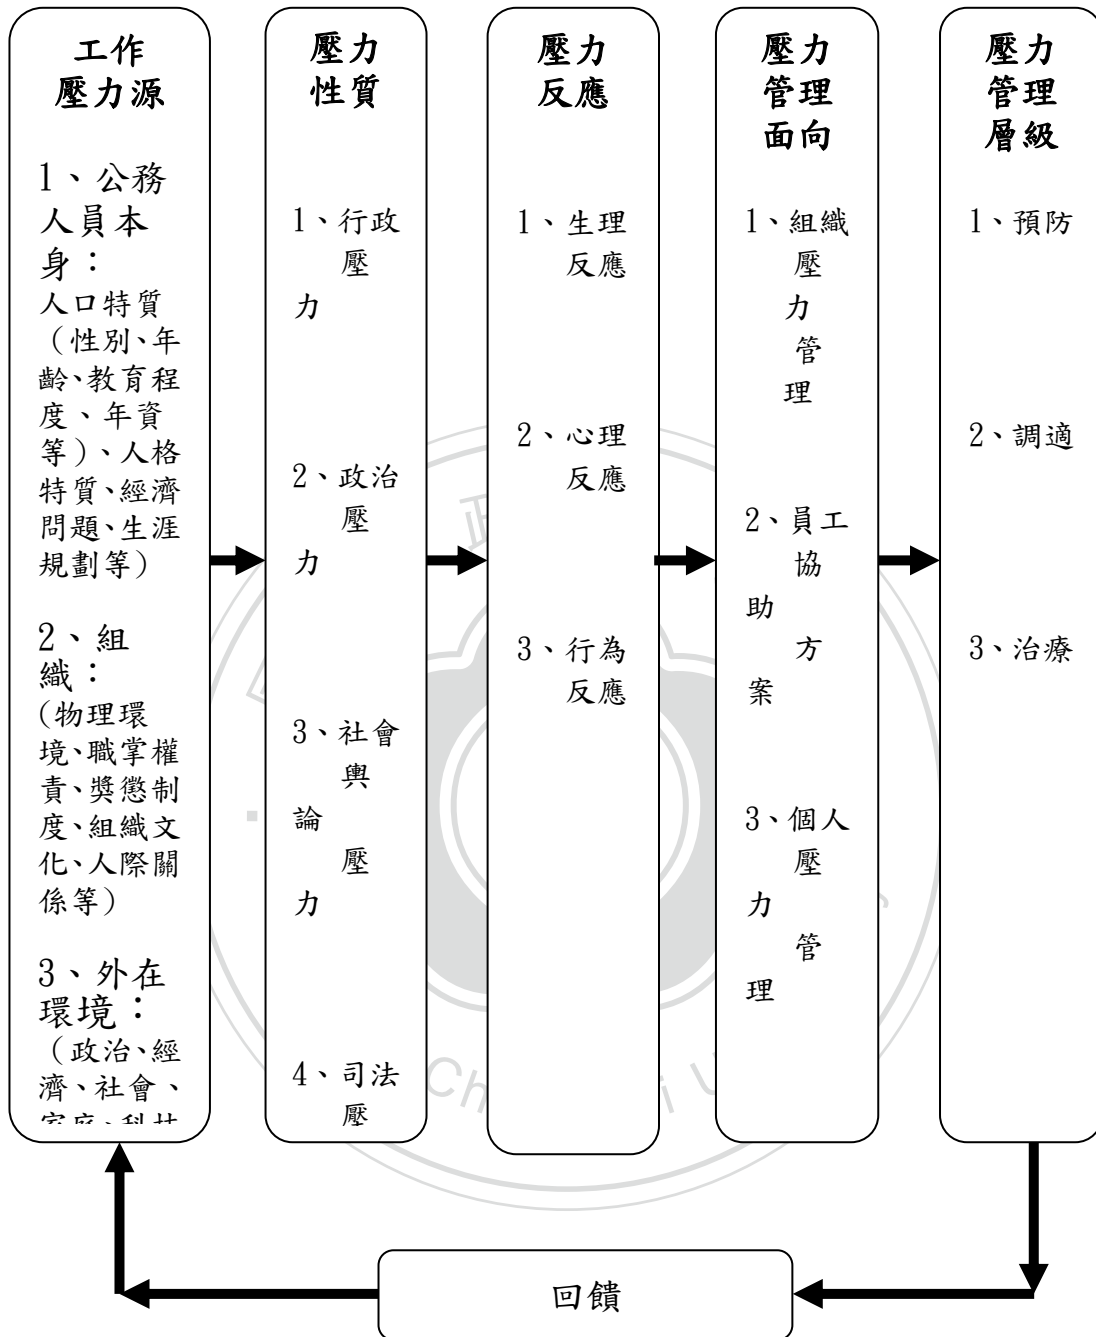 工作
壓力源
1、公務
人員本
身：
人口特質
（性別、年
齡、教育程
度、年資
等）、人格
特質、經濟
問題、生涯
規劃等）
2、組
織：
(物理環
境、職掌權
責、獎懲制
度、組織文
化、人際關
係等）
3、外在
環境：
（政治、經
濟、社會、
壓力
性質
1、行政
壓
力
2、政治
壓
力
3、社會
輿
論
壓
力
4、司法
壓
壓力
反應
1、生理
反應
2、心理
反應
3、行為
反應
壓力
管理
面向
1、組織
壓
力
管
理
2、員工
協
助
方
案
3、個人
壓
力
管
理
壓力
管理
層級
1、預防
2、調適
3、治療
回饋